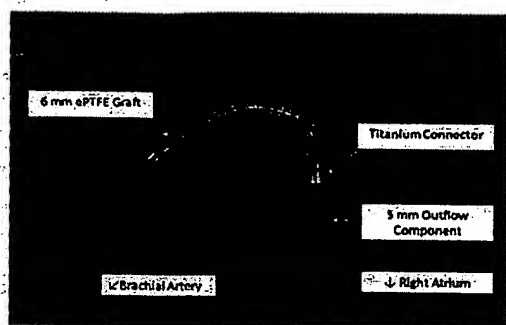 6 mm ePTFE Graft
Titanium Connector
5 mm Outflow
Component
↙ Brachial Artery
↓ Right Atrium